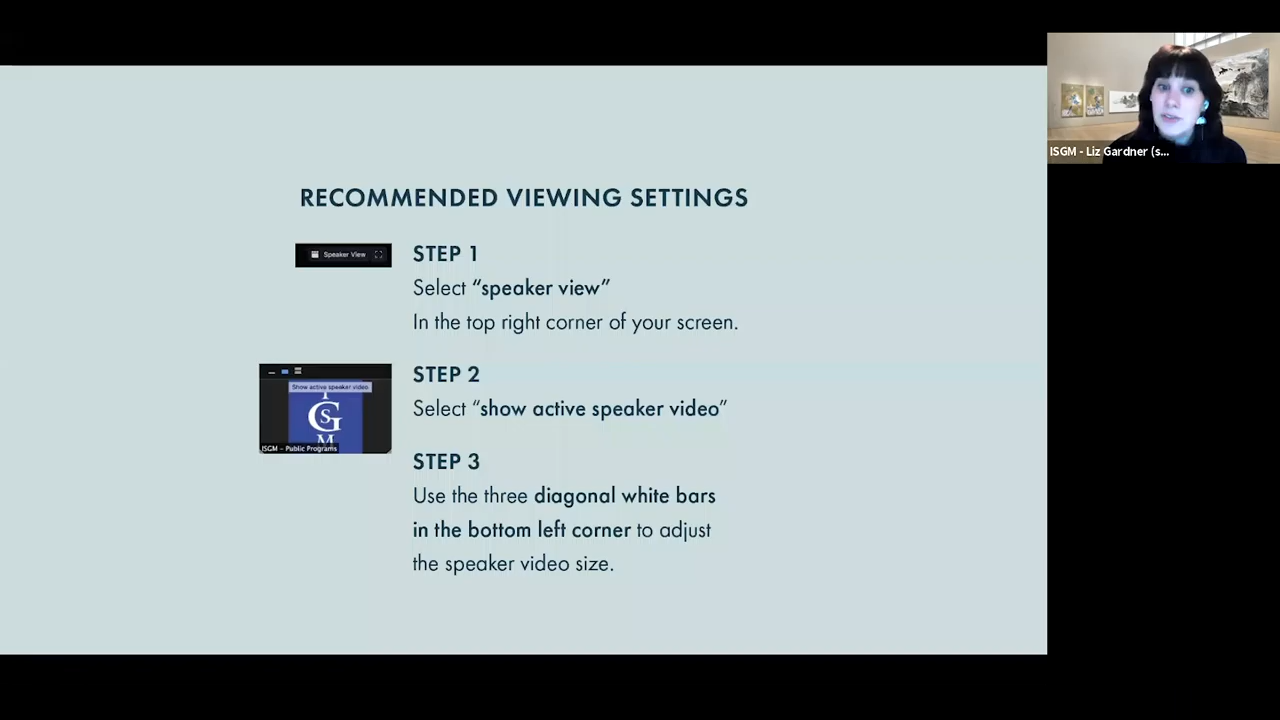 RECOMMENDED VIEWING SETTINGS
Speaker View
STEP 1
Select “speaker view”
In the top right corner of your screen.
Show active speaker video
I
G
S
M
ISGM – Public Programs
STEP 2
Select “show active speaker video”
STEP 3
Use the three diagonal white bars
in the bottom left corner to adjust
the speaker video size.
ISGM - Liz Gardner (s...